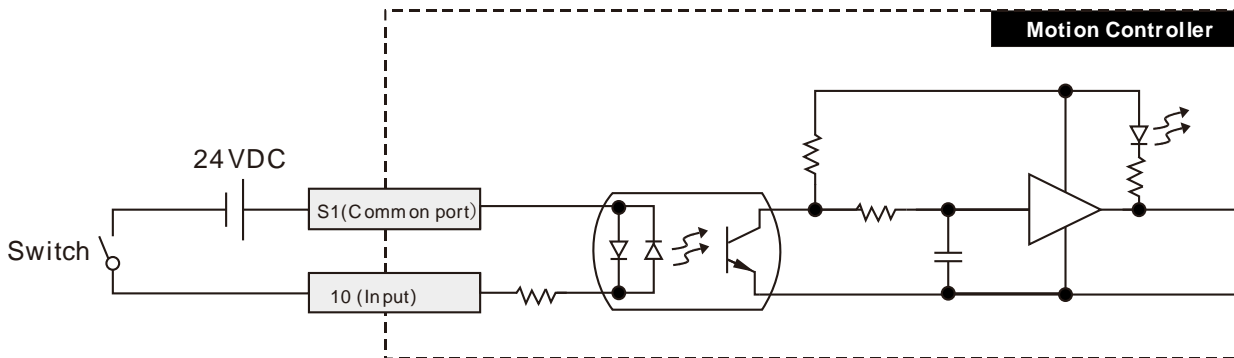 Motion Controller
24VDC
S1(Common port)
Switch
10 (Input)